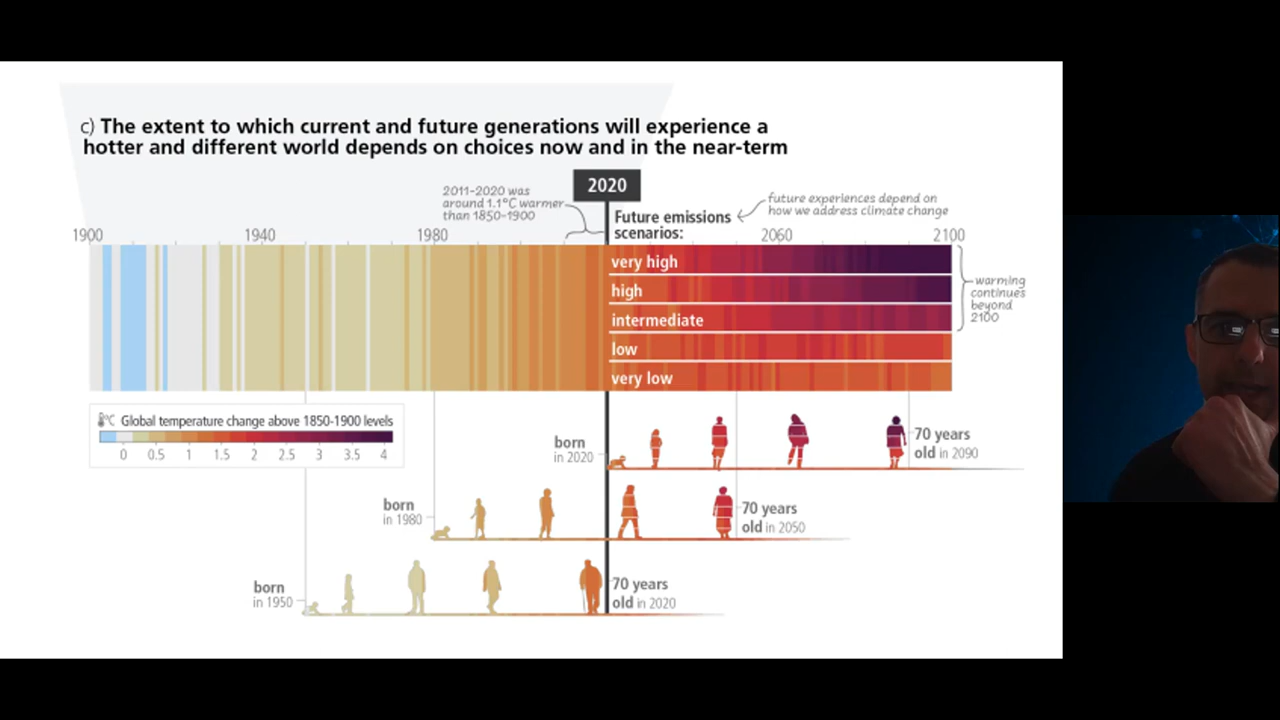 c) The extent to which current and future generations will experience a
hotter and different world depends on choices now and in the near-term
2020
2011-2020 was
around 1.1°C warmer
than 1850-1900
future experiences depend on
how we address climate change
Future emissions
scenarios:
1900
1940
1980
2060
2100
very high
high
intermediate
low
very low
warming
continues
beyond
2100
°C Global temperature change above 1850-1900 levels
0 0.5 1 1.5 2 2.5 3 3.5 4
born
in 2020
70 years
old in 2090
born
in 1980
70 years
old in 2050
born
in 1950
70 years
old in 2020